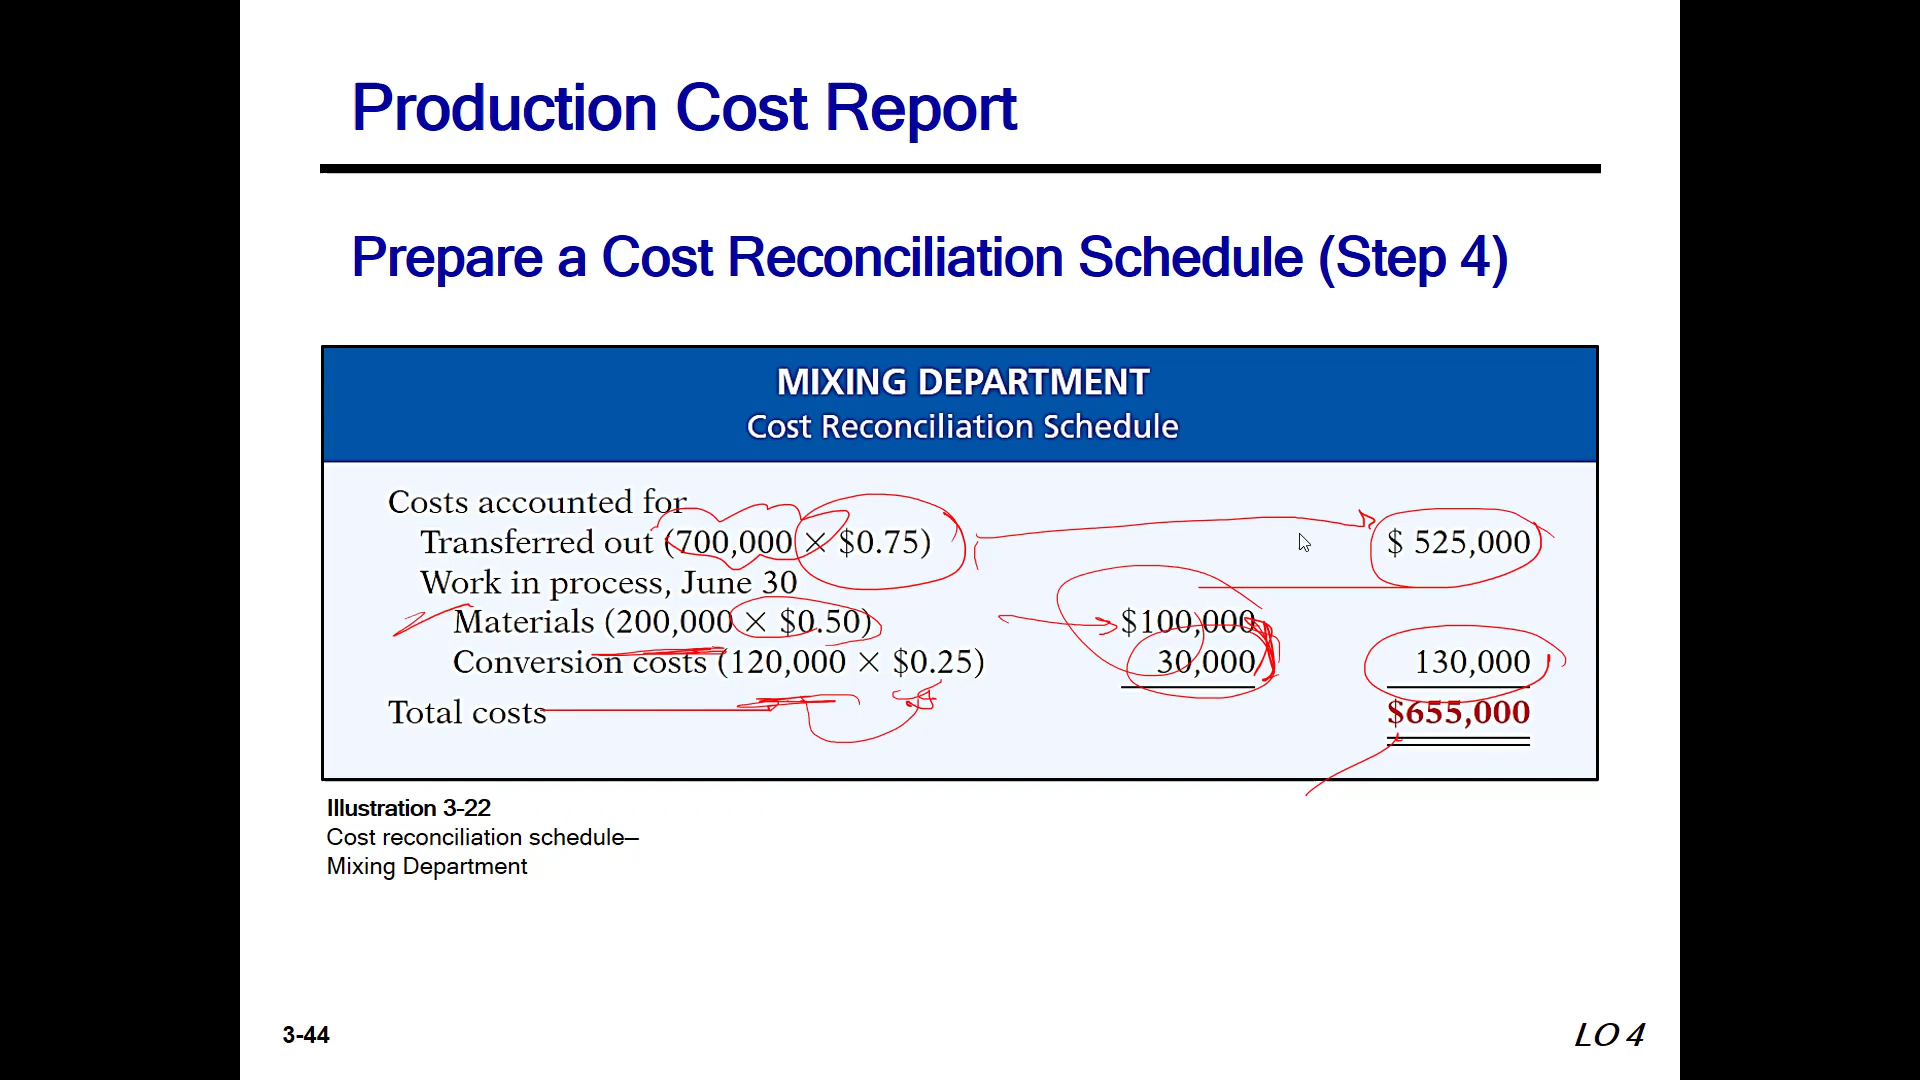 Production Cost Report
Prepare a Cost Reconciliation Schedule (Step 4)
MIXING DEPARTMENT
Cost Reconciliation Schedule
Costs accounted for
Transferred out (700,000 × $0.75) $ 525,000
Work in process, June 30
Materials (200,000 × $0.50) $100,000
Conversion costs (120,000 × $0.25) 30,000 130,000
Total costs $655,000
Illustration 3-22
Cost reconciliation schedule—
Mixing Department
3-44 LO 4